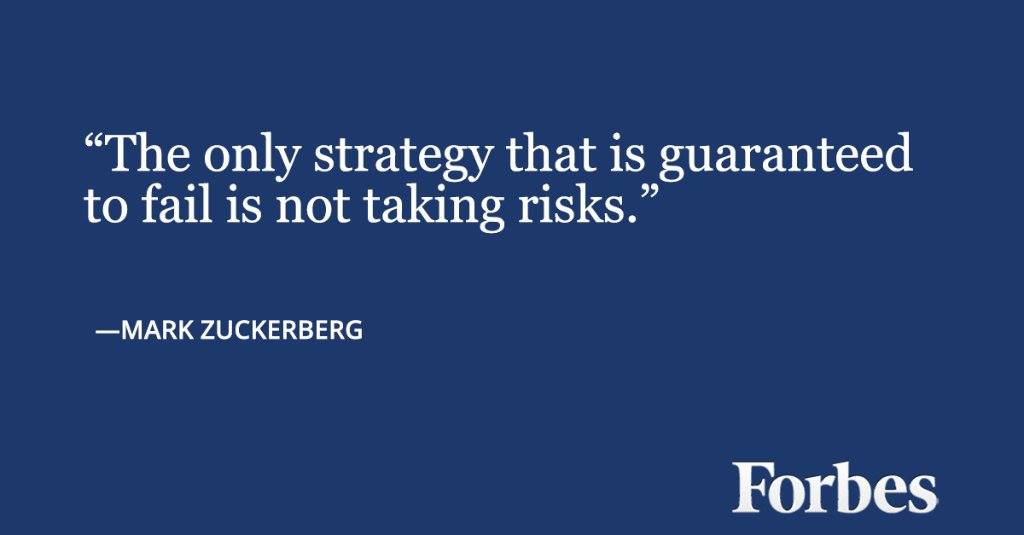 “The only strategy that is guaranteed
to fail is not taking risks.”
—MARK ZUCKERBERG
Forbes